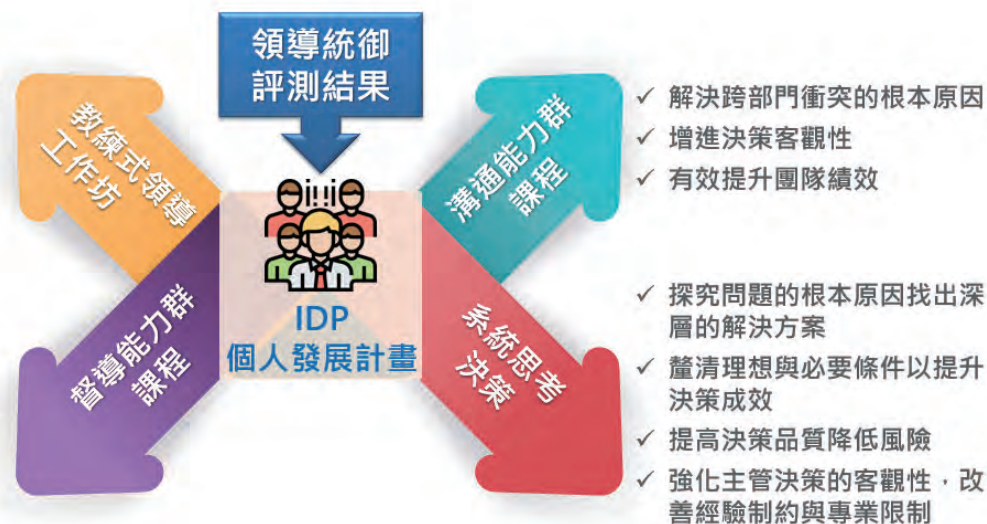 領導統御
評測結果
教練式領導
工作坊
溝通能力群
課程
督導能力群
課程
系統思考
決策
IDP
個人發展計畫
✓ 解決跨部門衝突的根本原因
✓ 增進決策客觀性
✓ 有效提升團隊績效
✓ 探究問題的根本原因找出深
層的解決方案
✓ 釐清理想與必要條件以提升
決策成效
✓ 提高決策品質降低風險
✓ 強化主管決策的客觀性，改
善經驗制約與專業限制